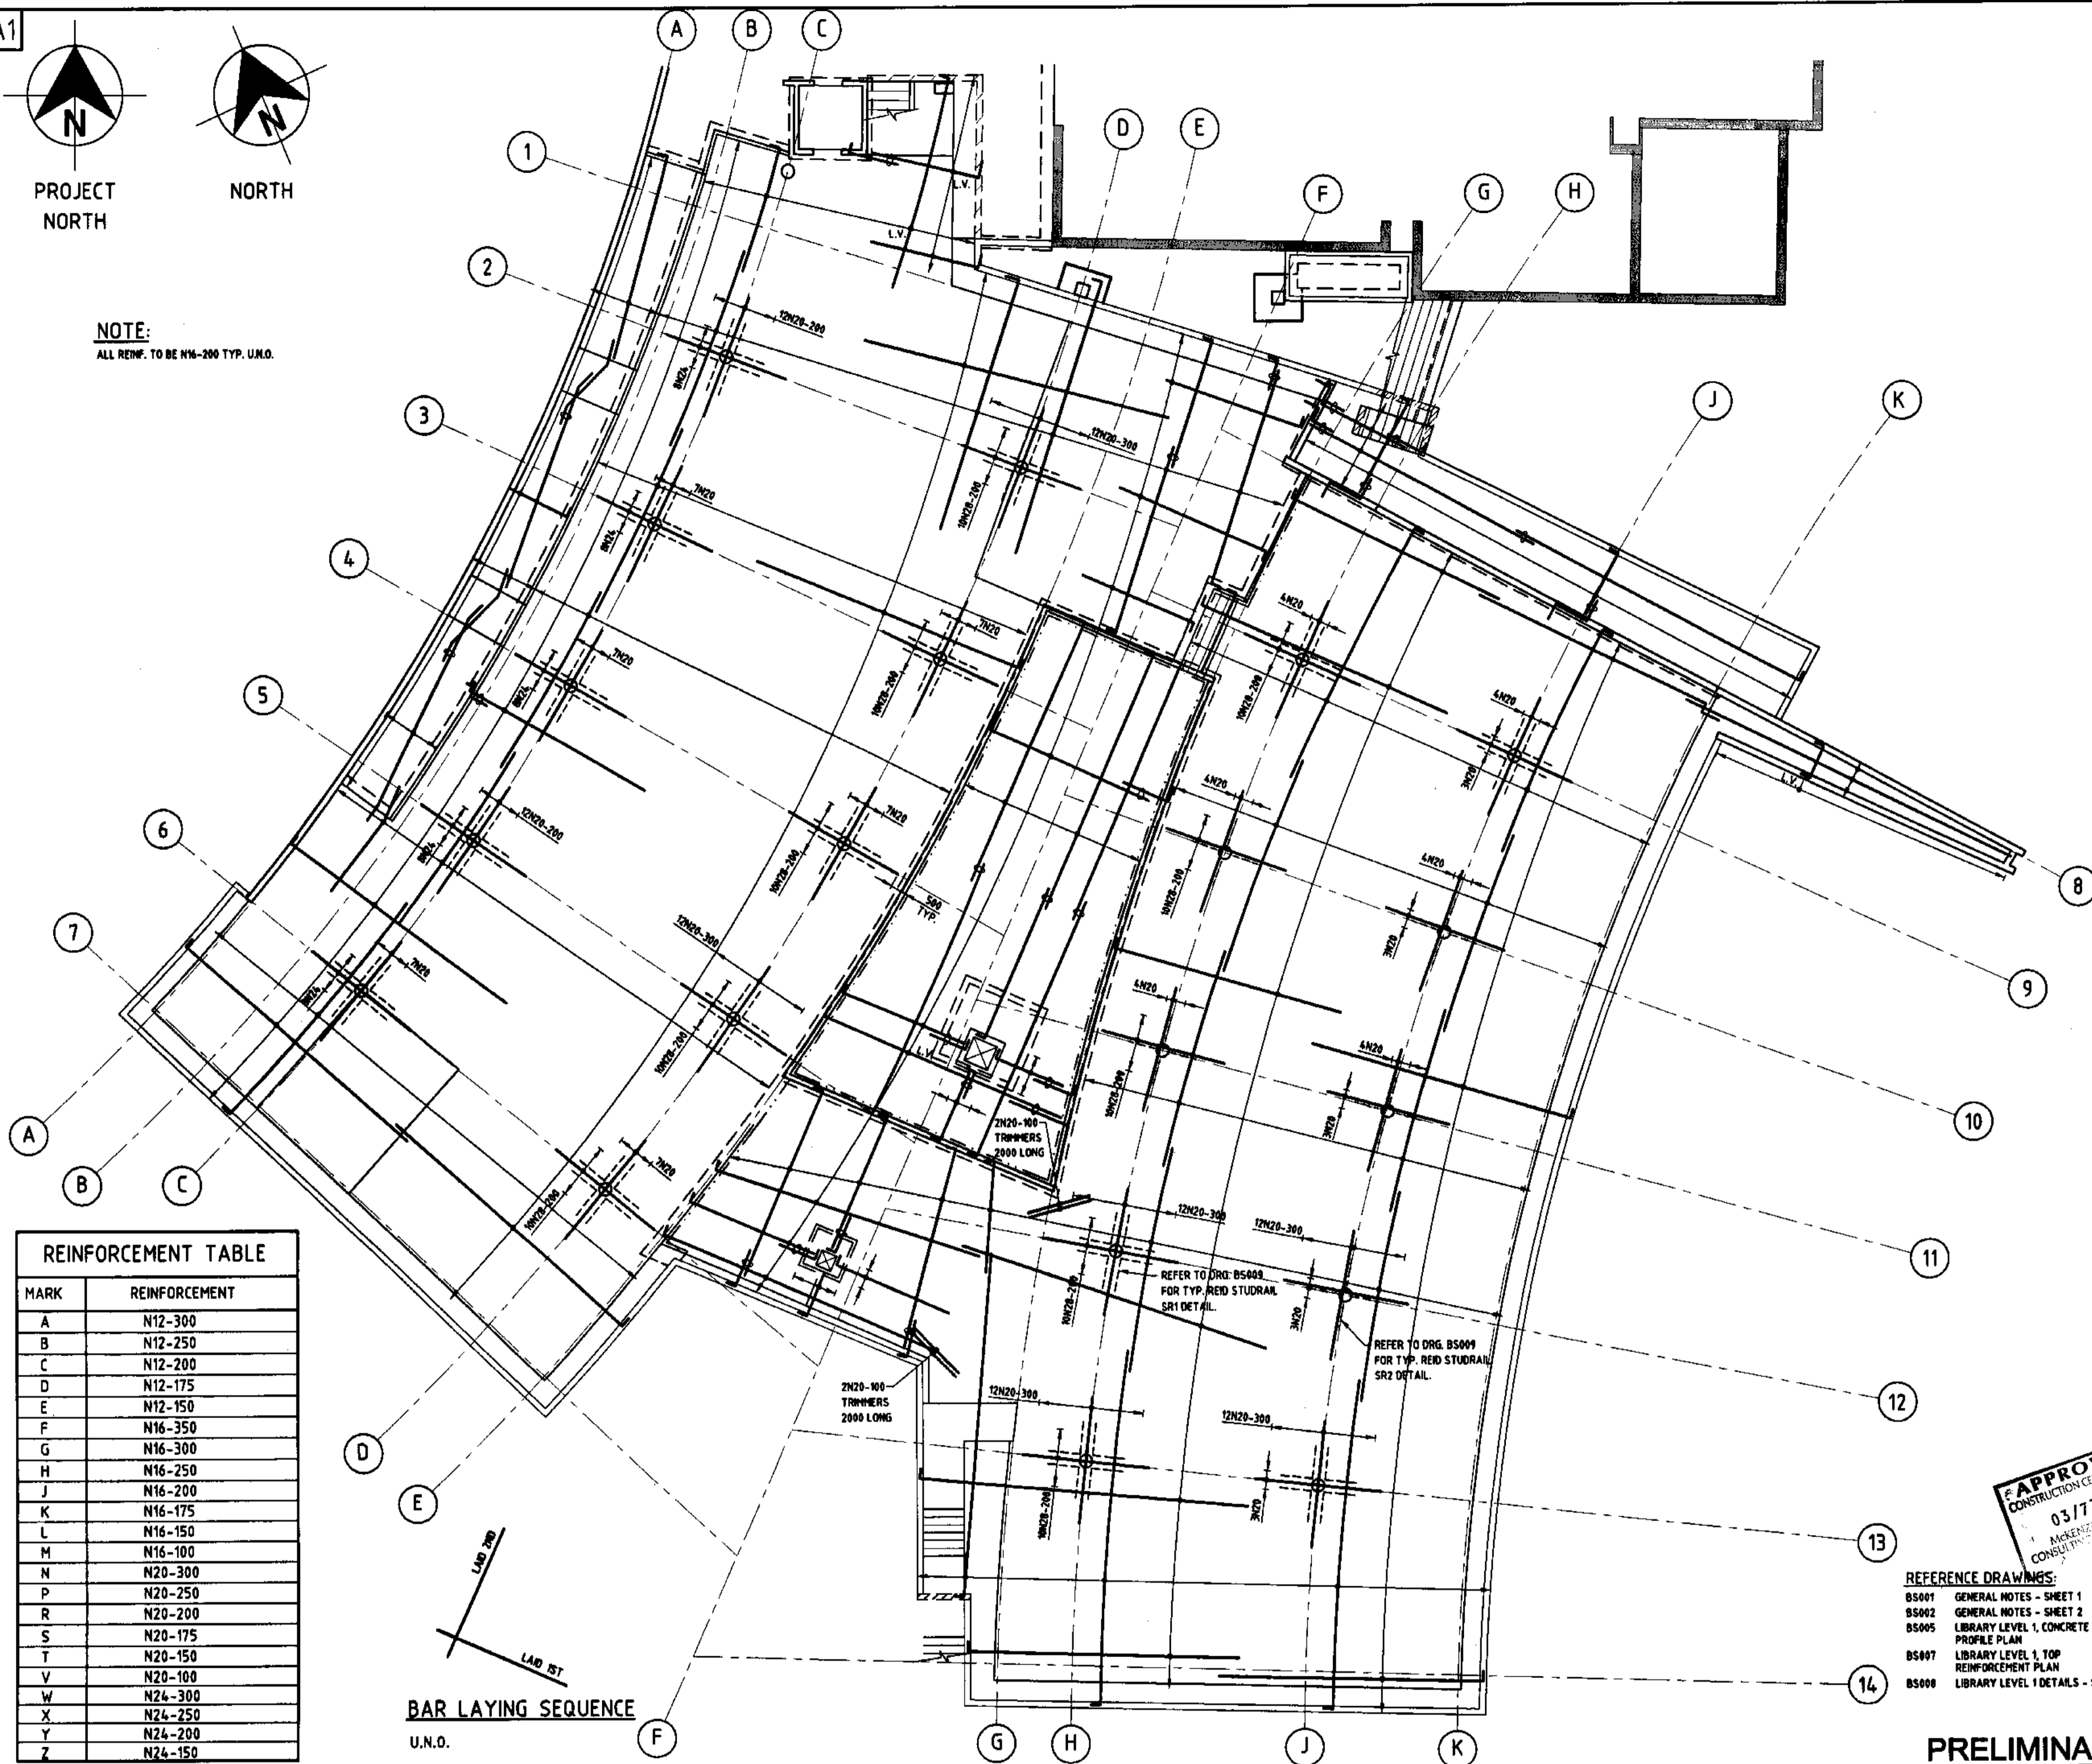 A1
N
PROJECT
NORTH
N
NORTH
NOTE:
ALL REINF. TO BE N16-200 TYP. U.N.O.
A
B
C
D
E
F
G
H
J
K
1
2
3
4
5
6
7
A
B
C
D
E
F
G
H
J
K
8
9
10
11
12
13
14
L.V.
L.V.
12N20-200
8N24
12N20-300
10N28-200
7N20
8N24
7N20
10N28-200
7N20
8N24
4N20
10N28-200
4N20
3N20
7N20
10N28-200
4N20
10N28-200
12N20-200
8N24
500
TYP.
4N20
3N20
L.V.
12N20-300
10N28-200
7N20
8N24
4N20
10N28-200
4N20
3N20
L.V.
2N20-100
TRIMMERS
2000 LONG
7N20
10N28-200
12N20-300
12N20-300
10N28-200
3N20
REFER TO DRG. BS009
FOR TYP. REID STUDRAIL
SR1 DETAIL.
REFER TO DRG. BS009
FOR TYP. REID STUDRAIL
SR2 DETAIL.
2N20-100
TRIMMERS
2000 LONG
12N20-300
10N28-200
12N20-300
3N20
REINFORCEMENT TABLE
MARK REINFORCEMENT
A N12-300
B N12-250
C N12-200
D N12-175
E N12-150
F N16-350
G N16-300
H N16-250
J N16-200
K N16-175
L N16-150
M N16-100
N N20-300
P N20-250
R N20-200
S N20-175
T N20-150
V N20-100
W N24-300
X N24-250
Y N24-200
Z N24-150
LAID 2ND
LAID 1ST
BAR LAYING SEQUENCE
U.N.O.
APPRO
CONSTRUCTION CE
03/7
McKENZ
REFERENCE DRAWINGS:
BS001 GENERAL NOTES - SHEET 1
BS002 GENERAL NOTES - SHEET 2
BS005 LIBRARY LEVEL 1, CONCRETE
PROFILE PLAN
BS007 LIBRARY LEVEL 1, TOP
REINFORCEMENT PLAN
BS008 LIBRARY LEVEL 1 DETAILS -
PRELIMINA